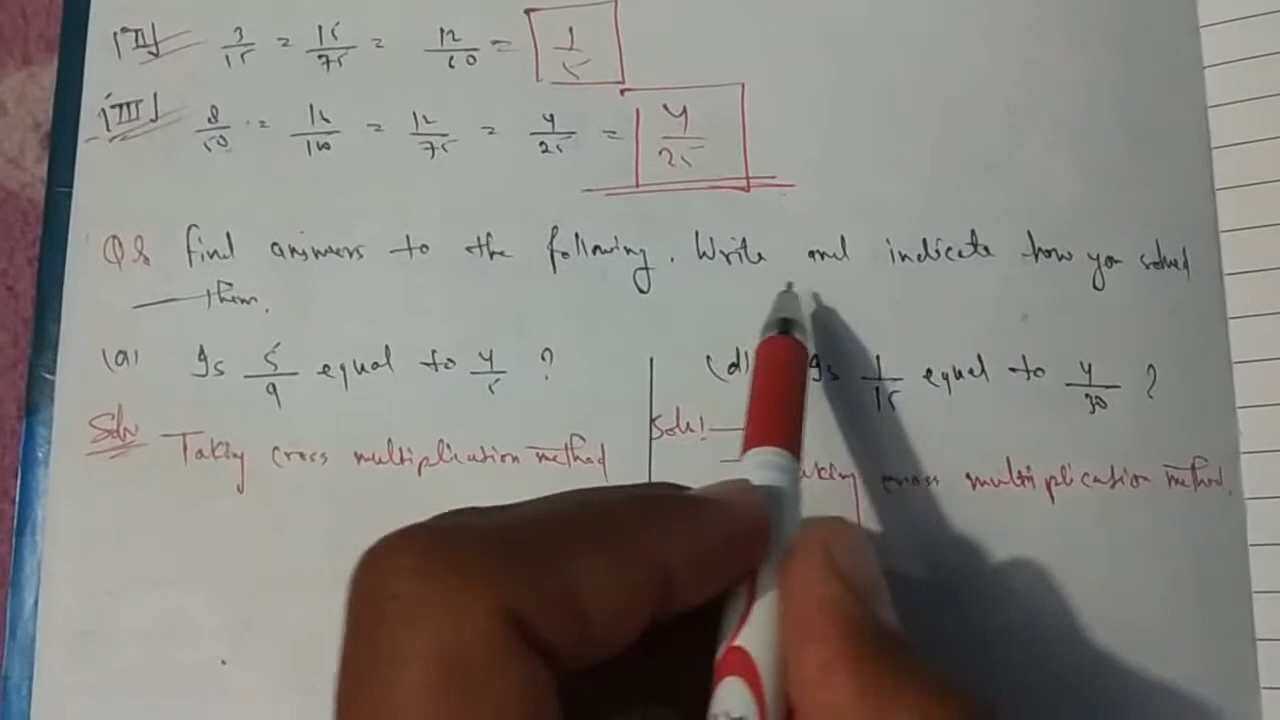 [II] 3/15 = 15/75 = 12/60 = 1/5
[III] 8/50 = 16/100 = 12/75 = 4/25 = 4/25
Q8 Find answers to the following. Write and indicate how you solved
them.
(a) Is 5/9 equal to 4/5 ?
(d) Is 1/15 equal to 4/30 ?
Soln Taking cross multiplication method
Soln:
Taking cross multiplication method.